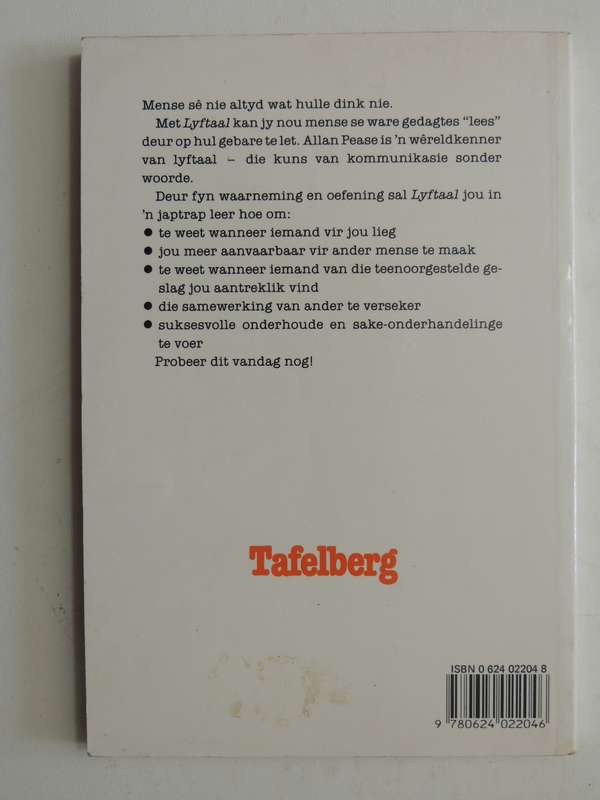 Mense sê nie altyd wat hulle dink nie.
Met Lyftaal kan jy nou mense se ware gedagtes “lees”
deur op hul gebare te let. Allan Pease is ’n wêreldkenner
van lyftaal – die kuns van kommunikasie sonder
woorde.
Deur fyn waarneming en oefening sal Lyftaal jou in
’n japtrap leer hoe om:
● te weet wanneer iemand vir jou lieg
● jou meer aanvaarbaar vir ander mense te maak
● te weet wanneer iemand van die teenoorgestelde ge-
slag jou aantreklik vind
● die samewerking van ander te verseker
● suksesvolle onderhoude en sake-onderhandelinge
te voer
Probeer dit vandag nog!
Tafelberg
ISBN 0 624 02204 8
9 780624 022046